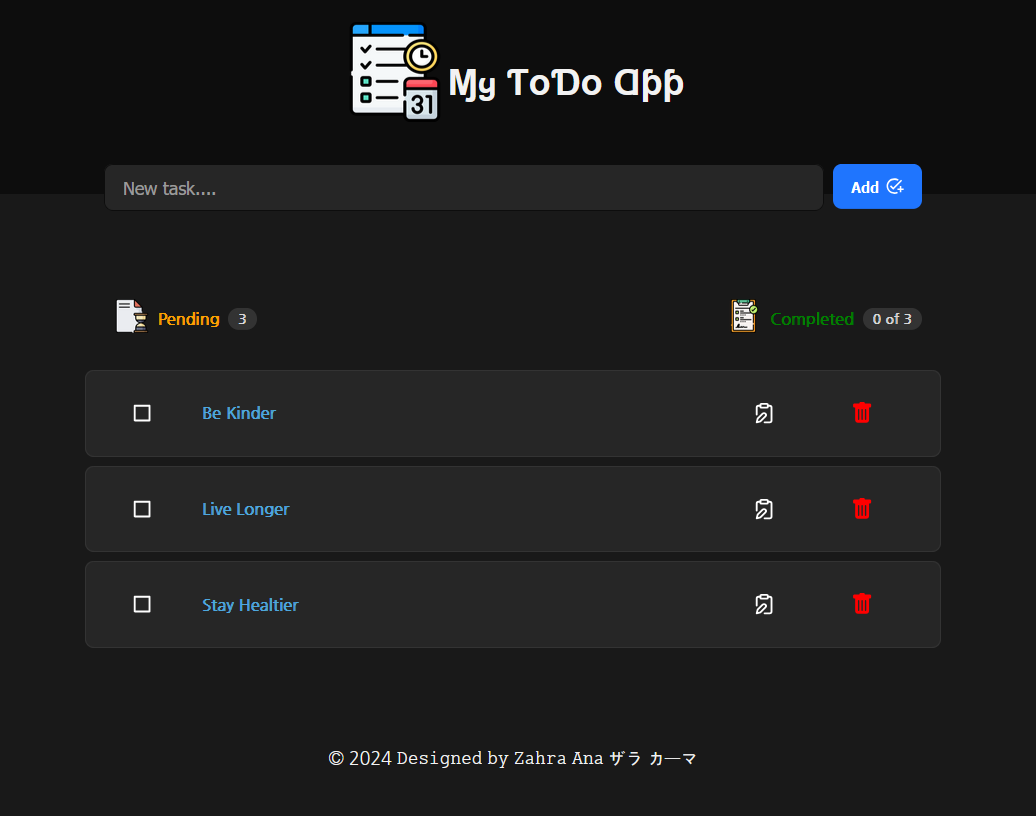 31
My ToDo App
New task....
Add
Pending 3
Completed 0 of 3
Be Kinder
Live Longer
Stay Healtier
© 2024 Designed by Zahra Ana ザラ カーマ